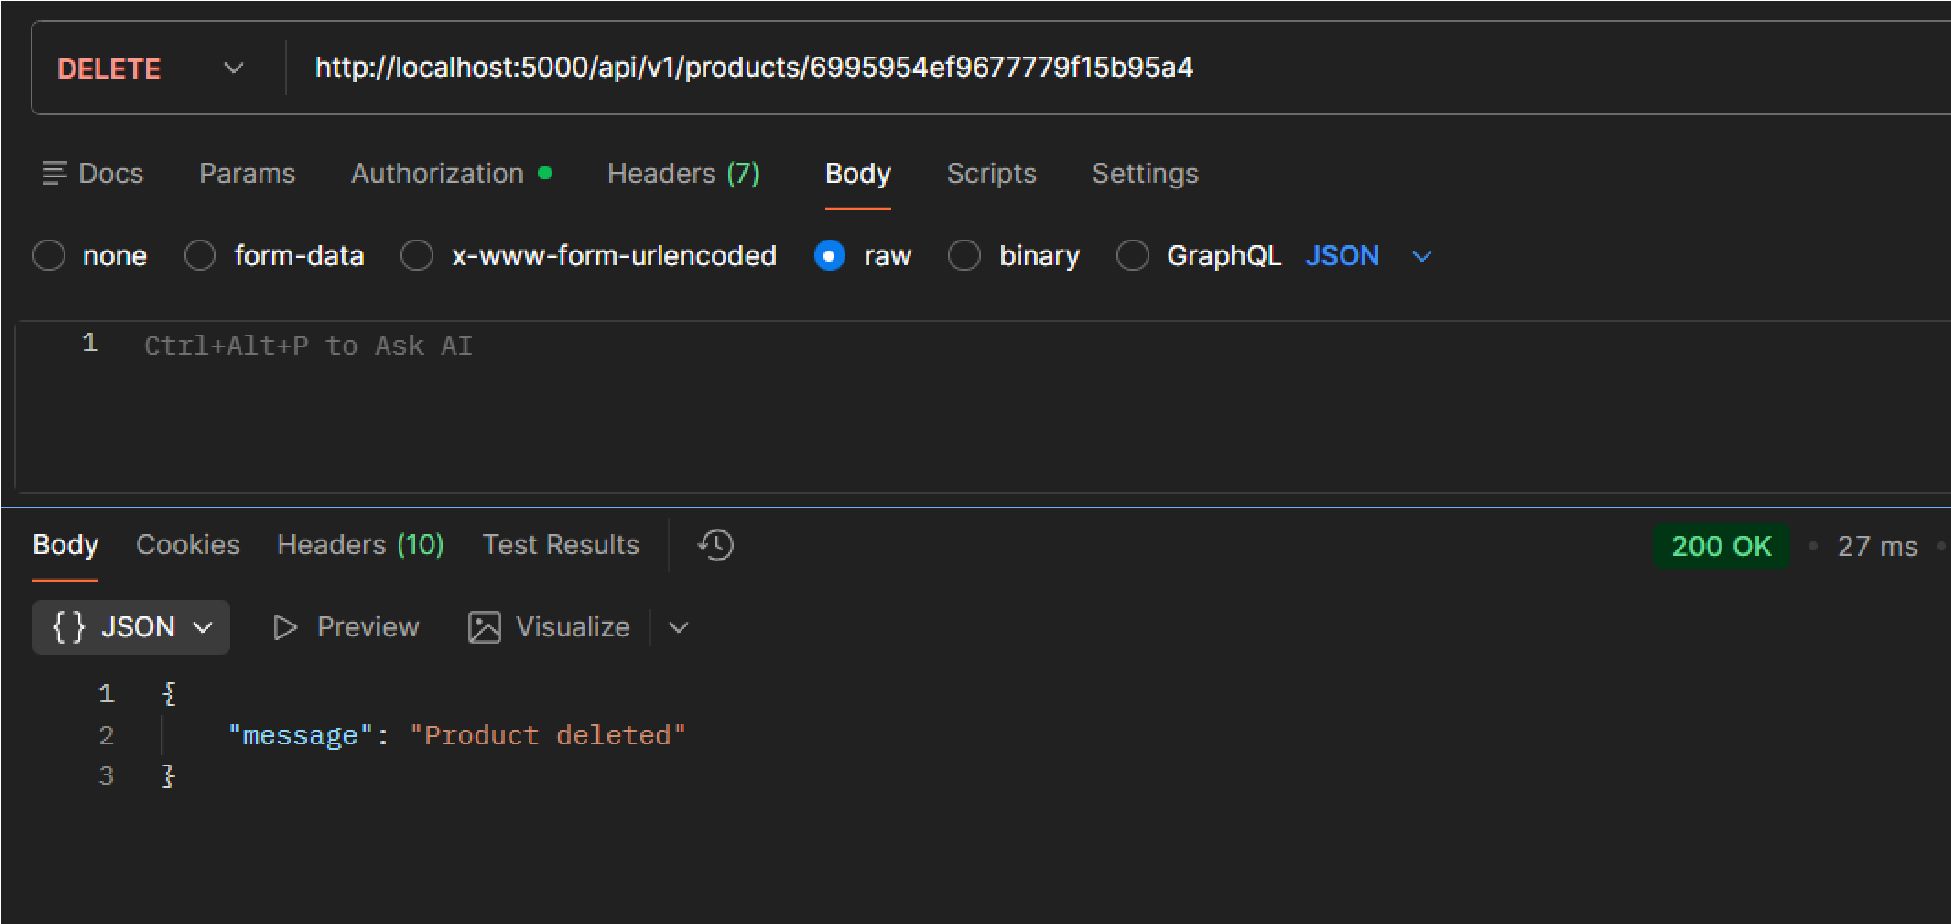 DELETE http://localhost:5000/api/v1/products/6995954ef9677779f15b95a4
Docs Params Authorization Headers (7) Body Scripts Settings
none form-data x-www-form-urlencoded raw binary GraphQL JSON
1 Ctrl+Alt+P to Ask AI
Body Cookies Headers (10) Test Results 200 OK • 27 ms •
{ } JSON Preview Visualize
1 {
2 "message": "Product deleted"
3 }